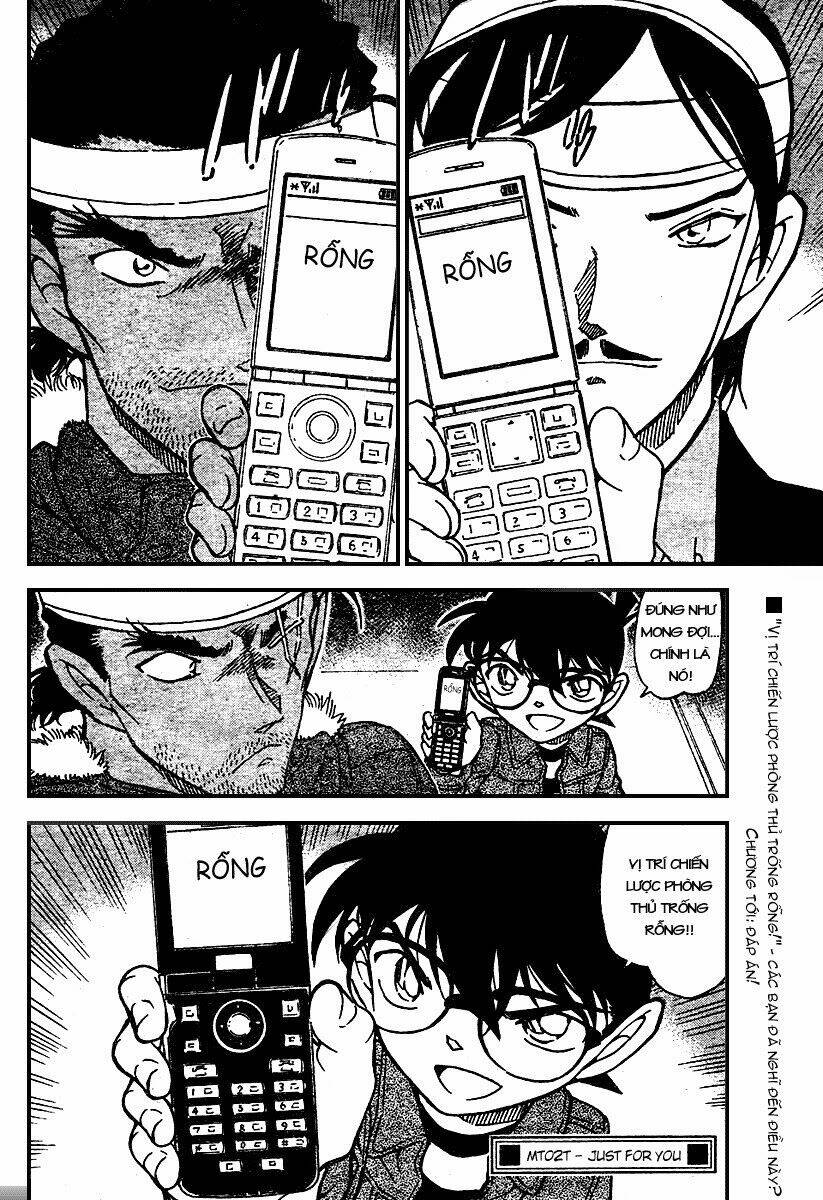 RỖNG
RỖNG
ĐÚNG NHƯ
MONG ĐỢI...
CHÍNH LÀ
NÓ!
RỖNG
RỖNG
VỊ TRÍ CHIẾN
LƯỢC PHÒNG
THỦ TRỐNG
RỖNG!!
"VỊ TRÍ CHIẾN LƯỢC PHÒNG THỦ TRỐNG RỖNG!" - CÁC BẠN ĐÃ NGHĨ ĐẾN ĐIỀU NÀY?
CHƯƠNG TỚI: ĐÁP ÁN!
MT02T – JUST FOR YOU